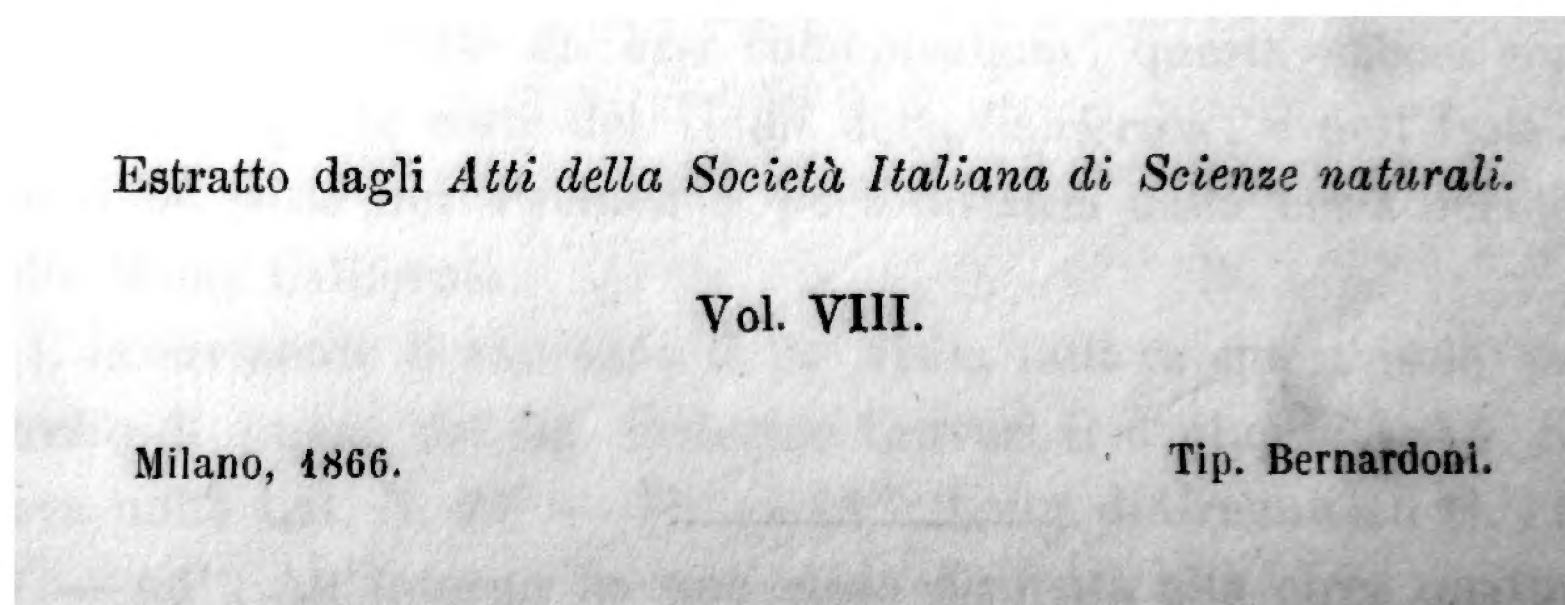 Estratto dagli Atti della Società Italiana di Scienze naturali.
Vol. VIII.
Milano, 1866.
Tip. Bernardoni.